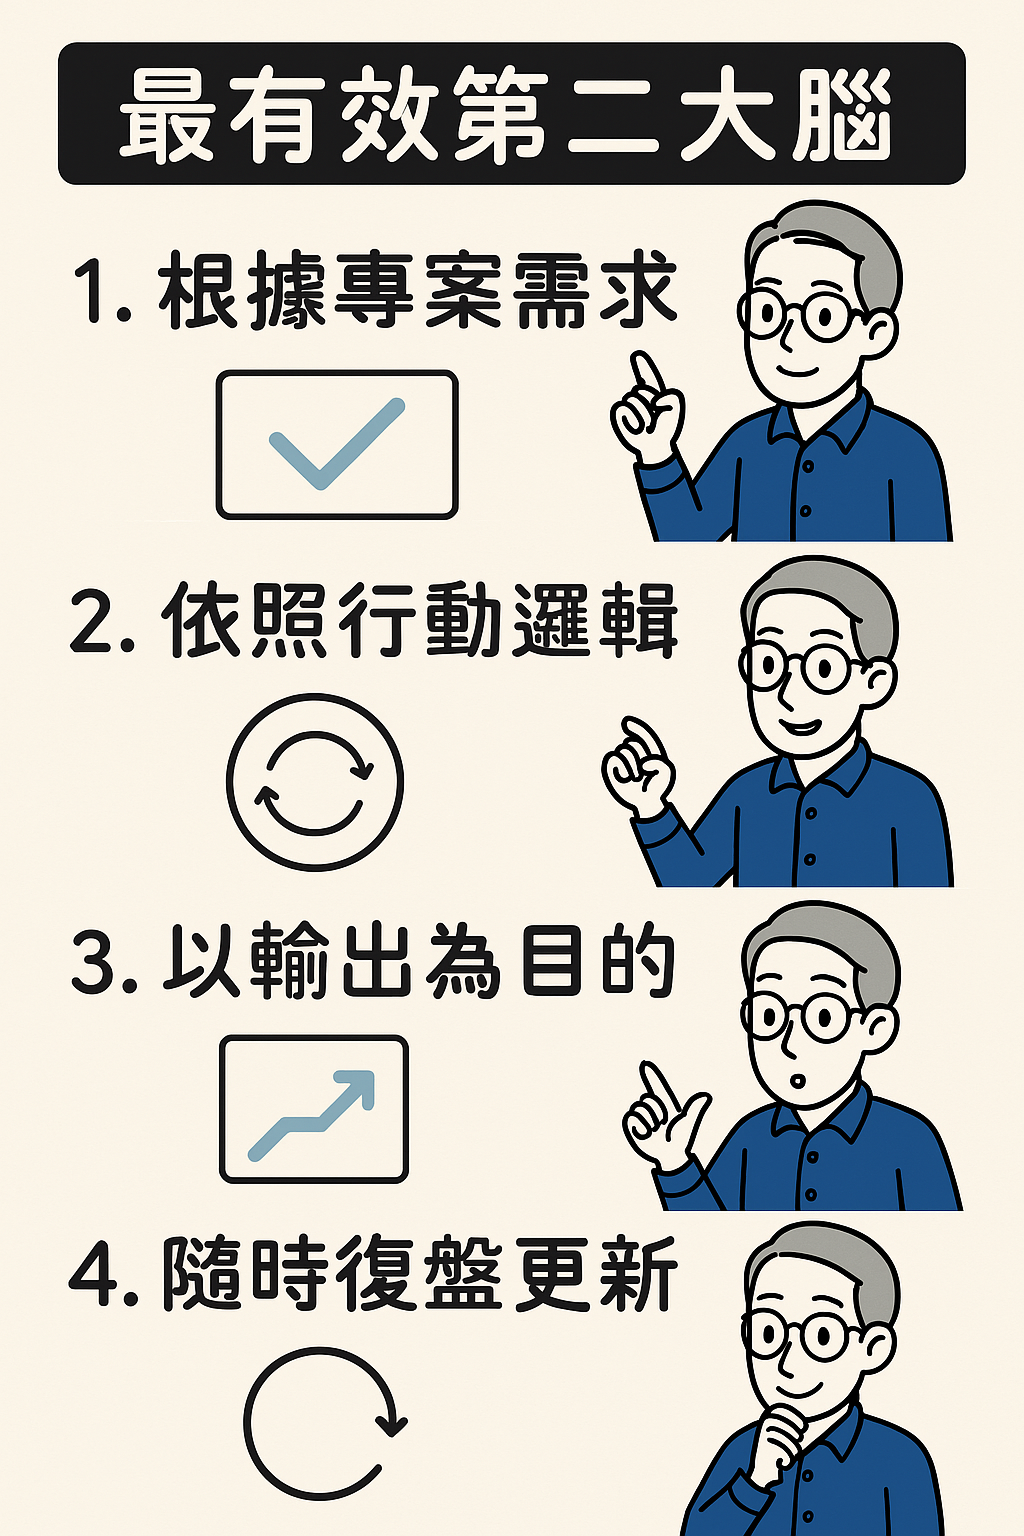 最有效第二大腦
1. 根據專案需求
2. 依照行動邏輯
3. 以輸出為目的
4. 隨時復盤更新